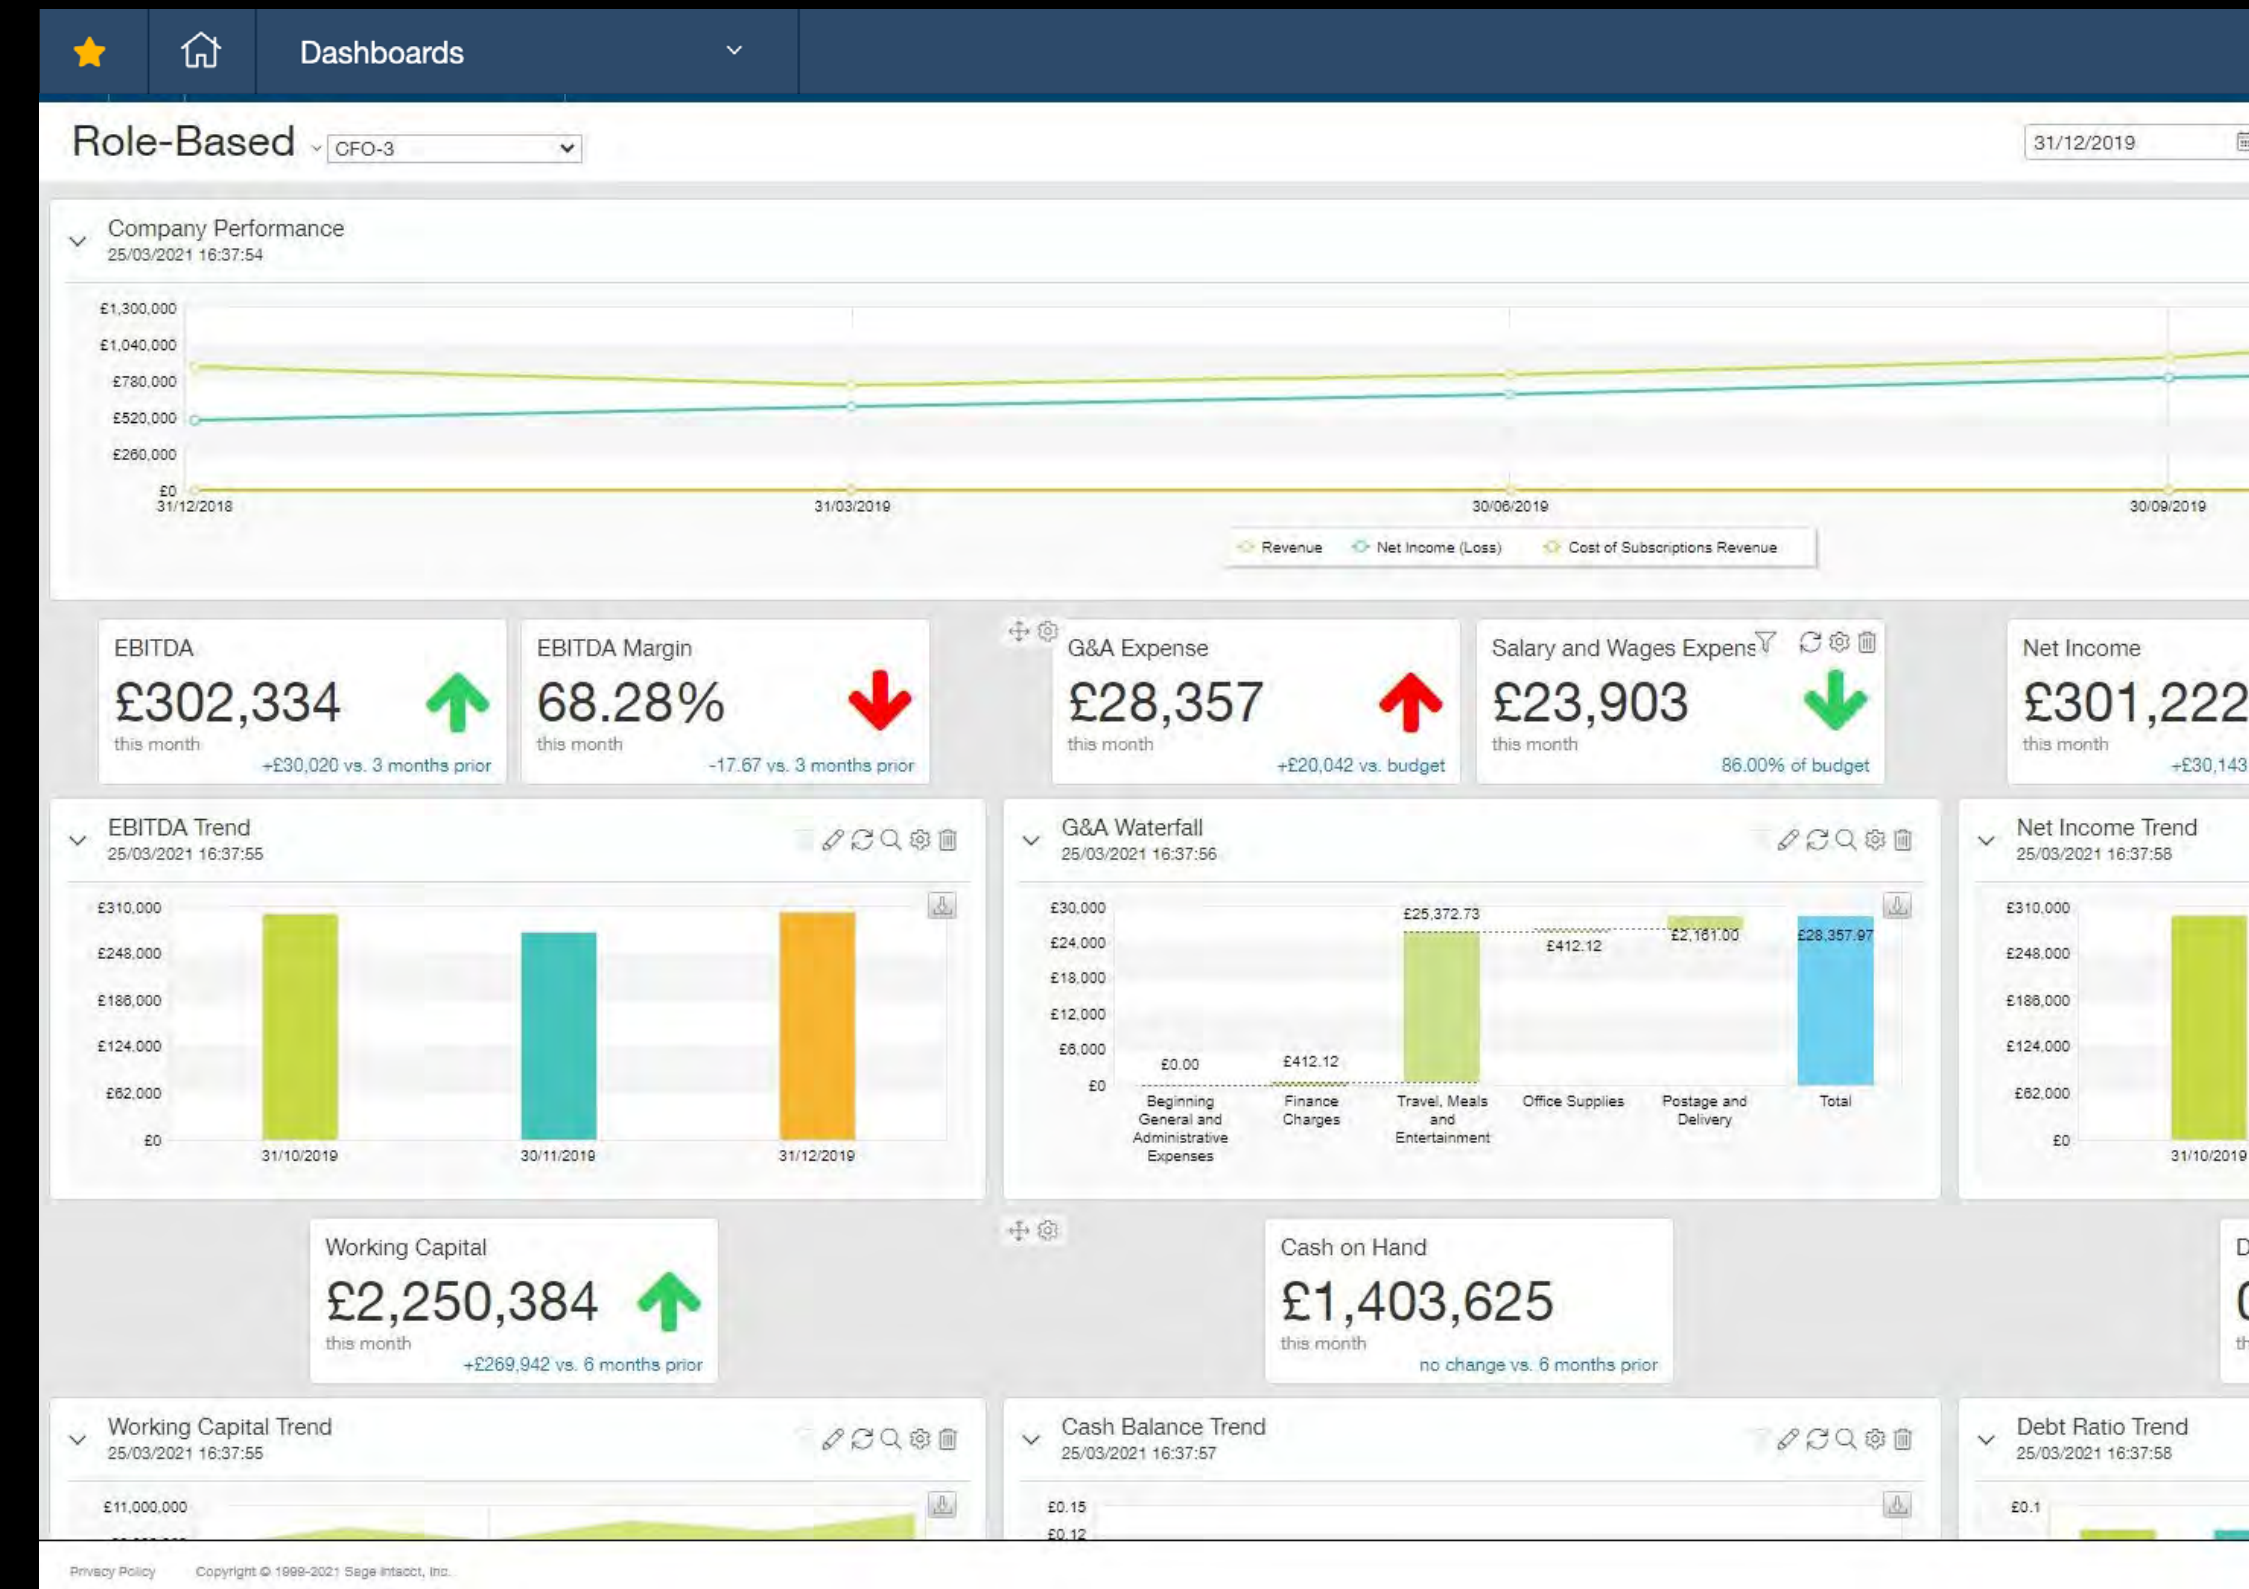 Dashboards
Role-Based
CFO-3
31/12/2019
Company Performance
25/03/2021 16:37:54
£1,300,000
£1,040,000
£780,000
£520,000
£260,000
£0
31/12/2018
31/03/2019
30/06/2019
30/09/2019
Revenue
Net Income (Loss)
Cost of Subscriptions Revenue
EBITDA
£302,334
this month
+£30,020 vs. 3 months prior
EBITDA Margin
68.28%
this month
-17.67 vs. 3 months prior
G&A Expense
£28,357
this month
+£20,042 vs. budget
Salary and Wages Expens
£23,903
this month
86.00% of budget
Net Income
£301,222
this month
+£30,143
EBITDA Trend
25/03/2021 16:37:55
£310,000
£248,000
£186,000
£124,000
£62,000
£0
31/10/2019
30/11/2019
31/12/2019
G&A Waterfall
25/03/2021 16:37:56
£30,000
£24,000
£18,000
£12,000
£6,000
£0
£0.00
£412.12
£25,372.73
£412.12
£2,161.00
£28,357.97
Beginning
General and
Administrative
Expenses
Finance
Charges
Travel, Meals
and
Entertainment
Office Supplies
Postage and
Delivery
Total
Net Income Trend
25/03/2021 16:37:58
£310,000
£248,000
£186,000
£124,000
£62,000
£0
31/10/2019
Working Capital
£2,250,384
this month
+£269,942 vs. 6 months prior
Cash on Hand
£1,403,625
this month
no change vs. 6 months prior
Working Capital Trend
25/03/2021 16:37:55
£11,000,000
Cash Balance Trend
25/03/2021 16:37:57
£0.15
£0.12
Debt Ratio Trend
25/03/2021 16:37:58
£0.1
Privacy Policy
Copyright © 1999-2021 Sage Intacct, Inc.